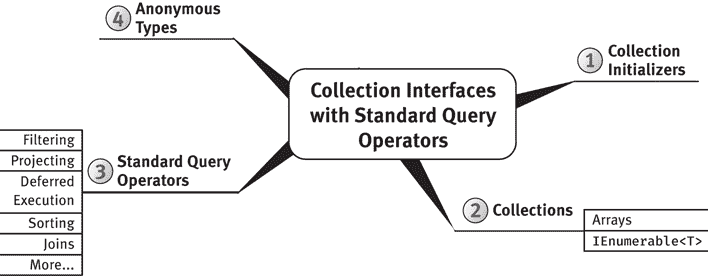 4 Anonymous
Types
1 Collection
Initializers
Collection Interfaces
with Standard Query
Operators
Filtering
Projecting
Deferred
Execution
Sorting
Joins
More...
3 Standard Query
Operators
2 Collections
Arrays
IEnumerable<T>